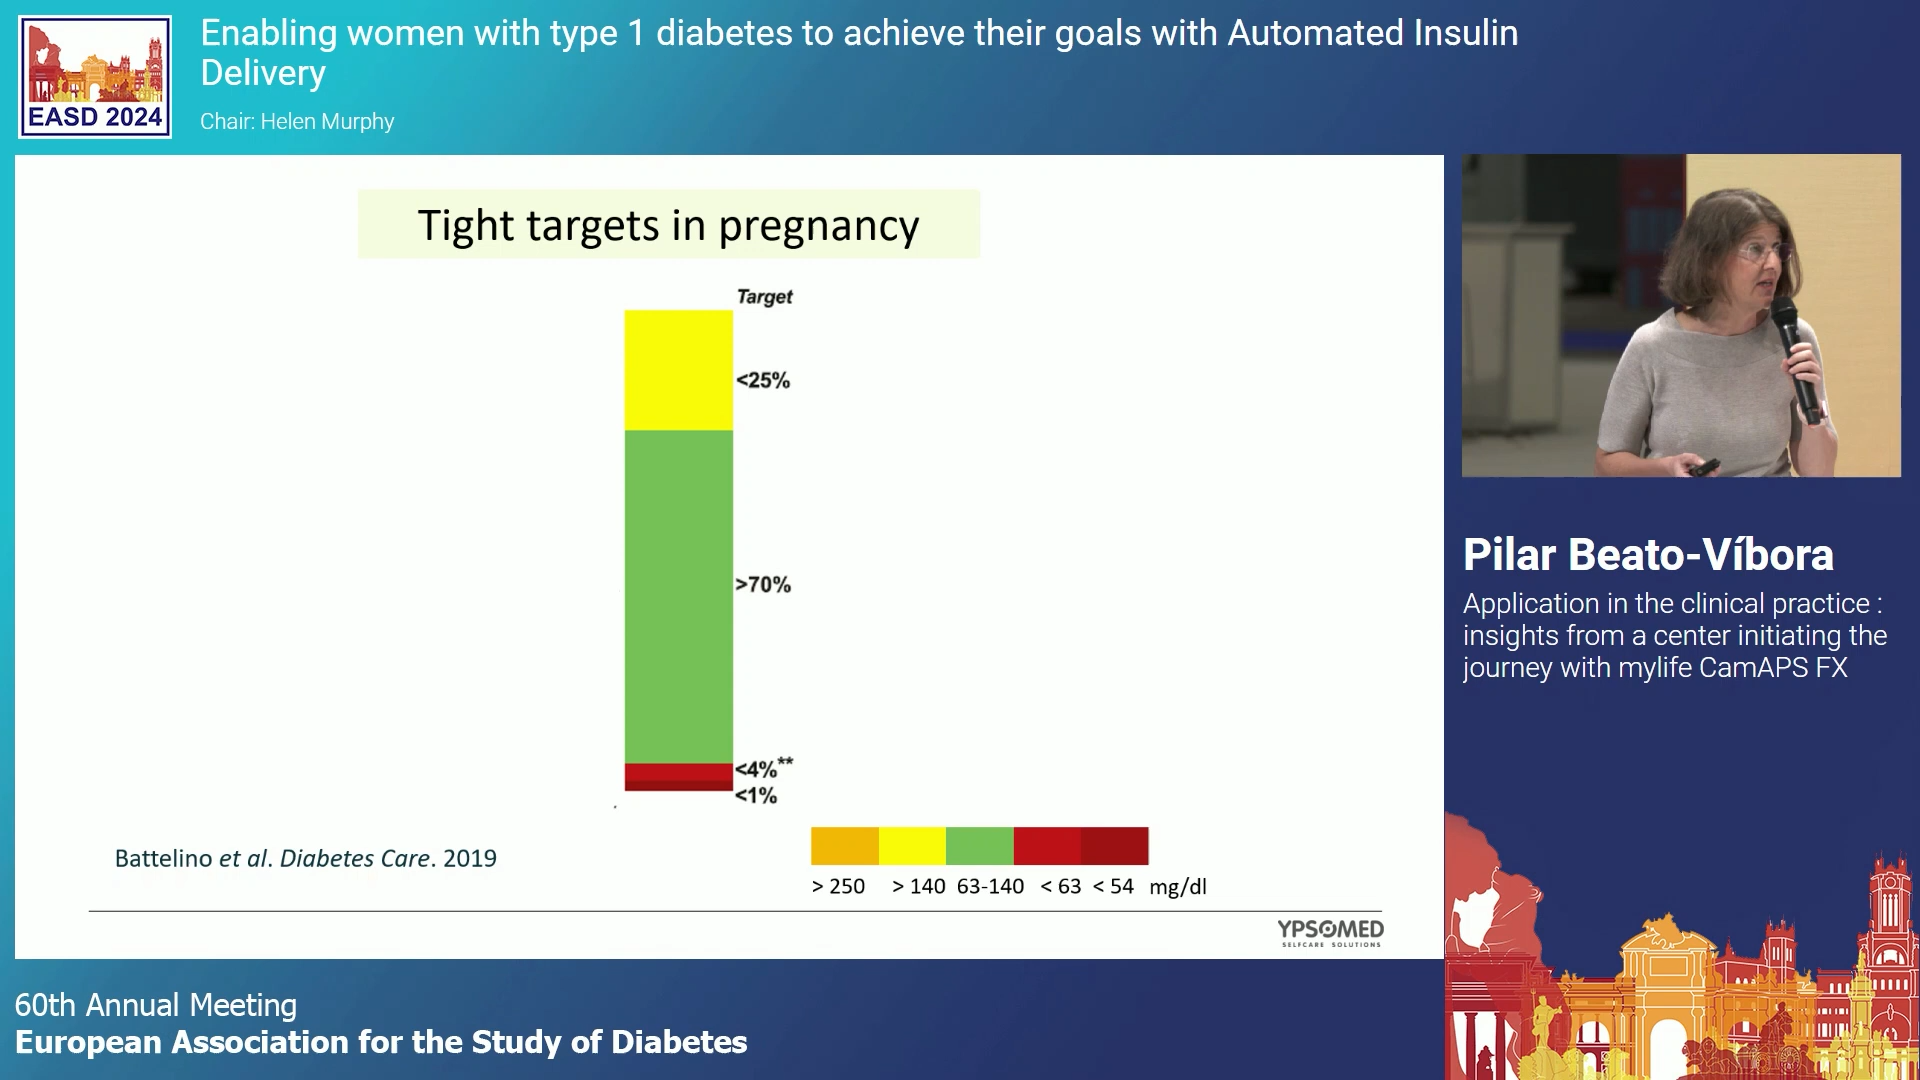 Enabling women with type 1 diabetes to achieve their goals with Automated Insulin
Delivery
Chair: Helen Murphy
EASD 2024
Tight targets in pregnancy
Target
<25%
>70%
<4%**
<1%
Battelino et al. Diabetes Care. 2019
> 250 > 140 63-140 < 63 < 54 mg/dl
YPSOMED
SELFCARE SOLUTIONS
Pilar Beato-Víbora
Application in the clinical practice :
insights from a center initiating the
journey with mylife CamAPS FX
60th Annual Meeting
European Association for the Study of Diabetes